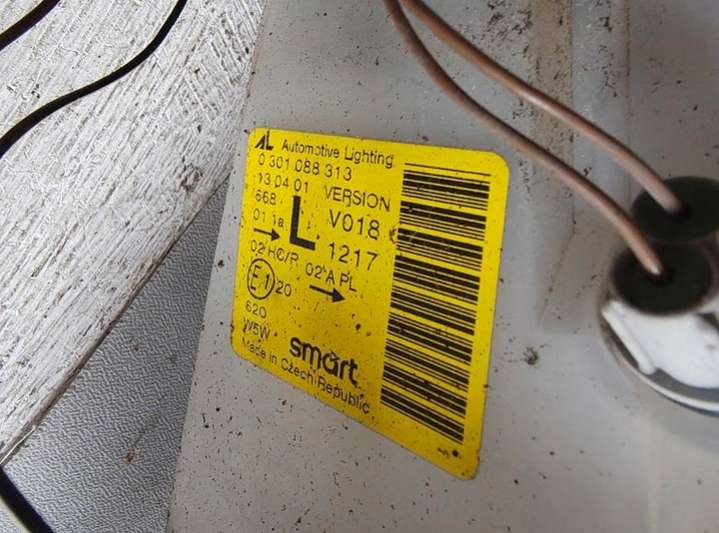 AL Automotive Lighting
0 301 088 313
13.04.01 VERSION
668
01 1a L V018
→ 1217
02 HC/R 02 A PL
E1 20 →
620
W5W
smart
Made in Czech Republic